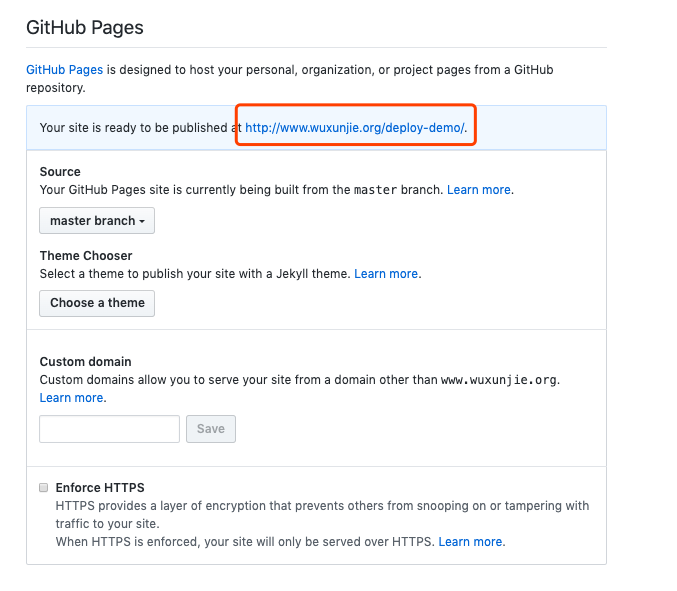 GitHub Pages
GitHub Pages is designed to host your personal, organization, or project pages from a GitHub
repository.
Your site is ready to be published at http://www.wuxunjie.org/deploy-demo/.
Source
Your GitHub Pages site is currently being built from the master branch. Learn more.
master branch
Theme Chooser
Select a theme to publish your site with a Jekyll theme. Learn more.
Choose a theme
Custom domain
Custom domains allow you to serve your site from a domain other than www.wuxunjie.org.
Learn more.
Save
Enforce HTTPS
HTTPS provides a layer of encryption that prevents others from snooping on or tampering with
traffic to your site.
When HTTPS is enforced, your site will only be served over HTTPS. Learn more.